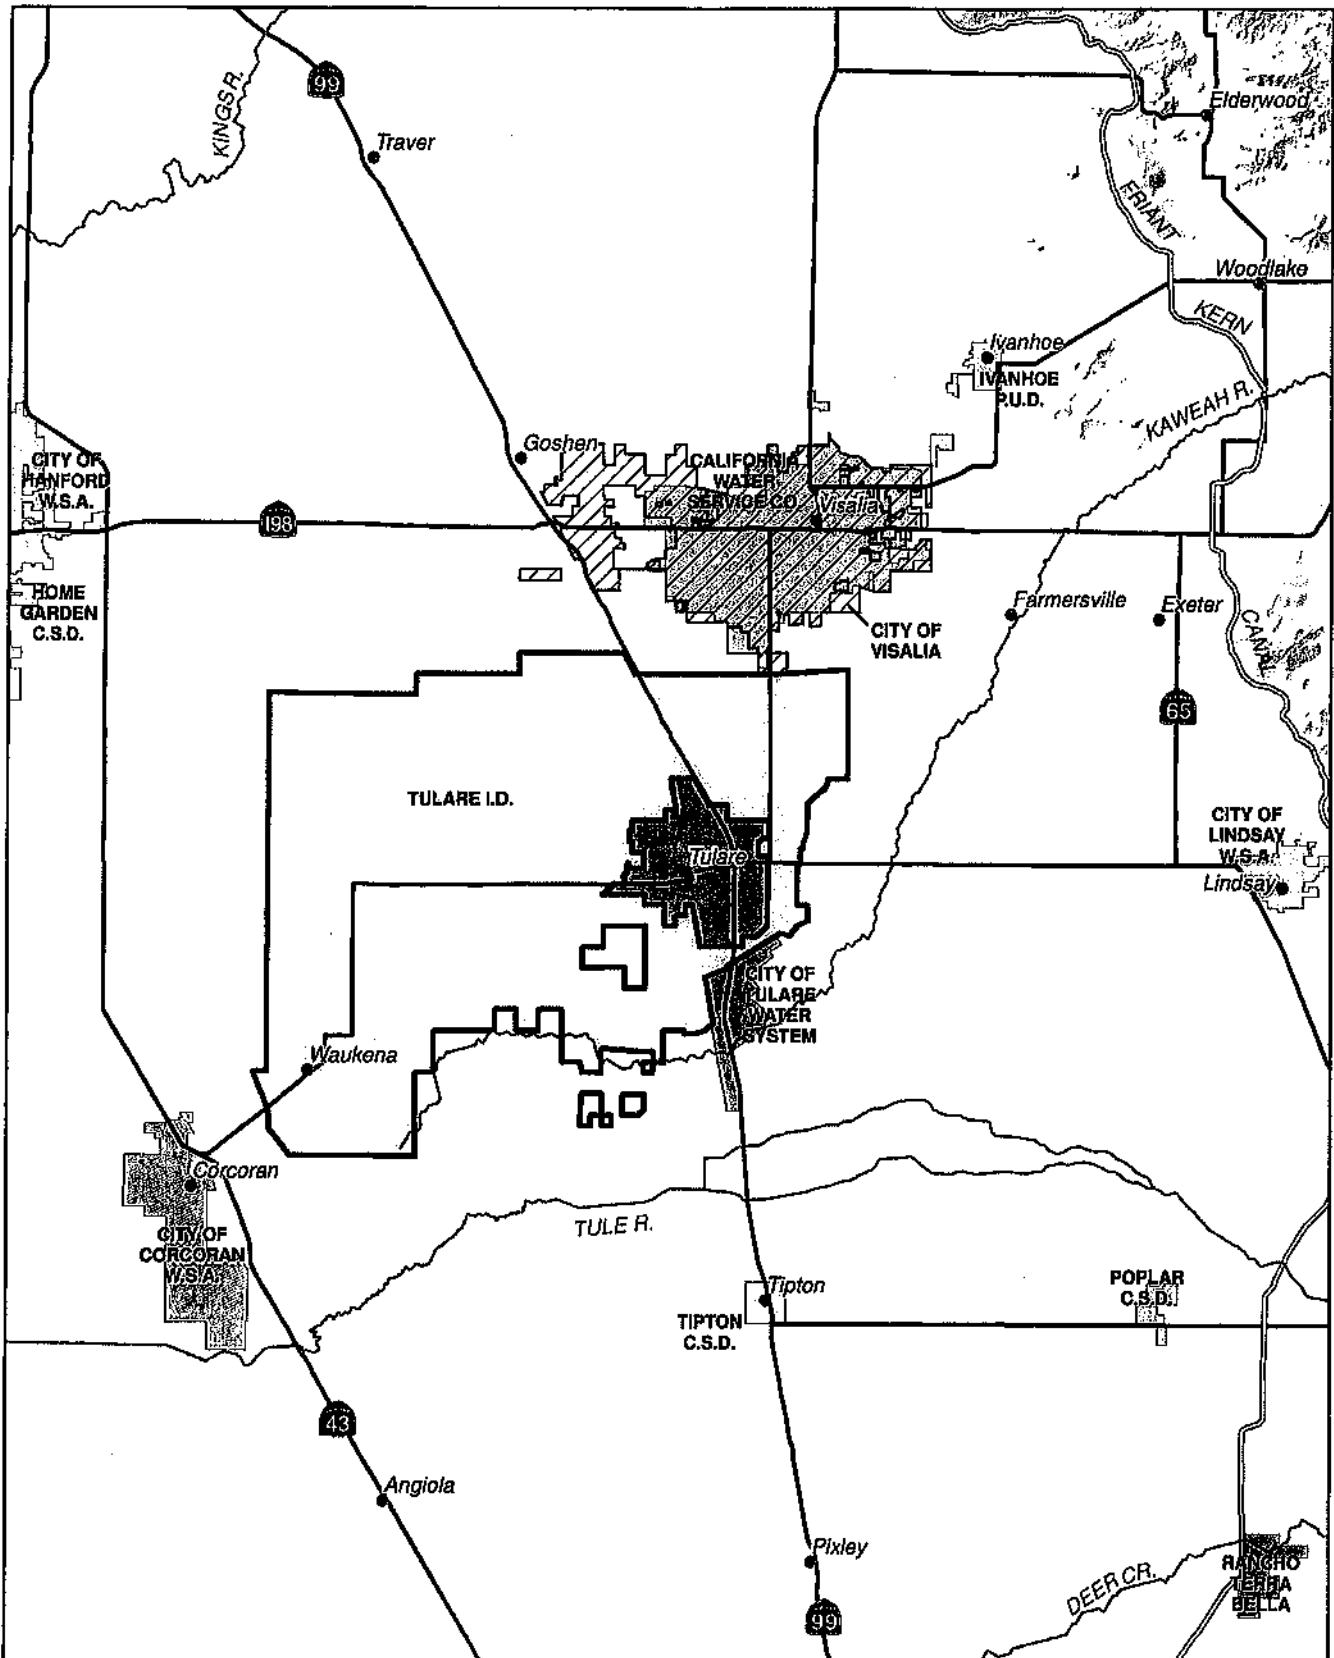 99
KINGS R.
Traver
Elderwood
FRIANT
Woodlake
KERN
Ivanhoe
IVANHOE
P.U.D.
KAWEAH R.
Goshen
CITY OF
HANFORD
W.S.A.
CALIFORNIA
WATER
SERVICE CO.
Visalia
198
HOME
GARDEN
C.S.D.
Farmersville
Exeter
CITY OF
VISALIA
CANAL
65
TULARE I.D.
CITY OF
LINDSAY
W.S.A.
Tulare
Lindsay
CITY OF
TULARE
WATER
SYSTEM
Waukena
Corcoran
CITY OF
CORCORAN
W.S.A.
TULE R.
Tipton
TIPTON
C.S.D.
POPLAR
C.S.D.
43
Angiola
Pixley
DEER CR.
RANCHO
TERRA
BELLA
99